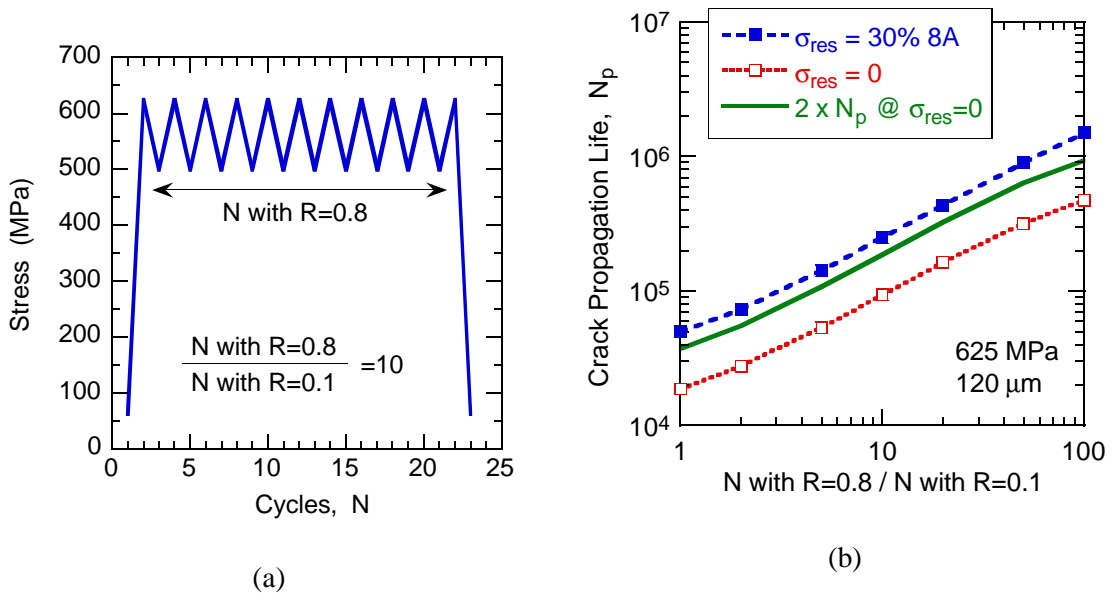 700
600
500
400
300
200
100
0
0 5 10 15 20 25
Stress (MPa)
Cycles, N
N with R=0.8
N with R=0.8
N with R=0.1
=10
(a)
10⁷
10⁶
10⁵
10⁴
1 10 100
Crack Propagation Life, Nₚ
N with R=0.8 / N with R=0.1
σres = 30% 8A
σres = 0
2 x Nₚ @ σres=0
625 MPa
120 μm
(b)